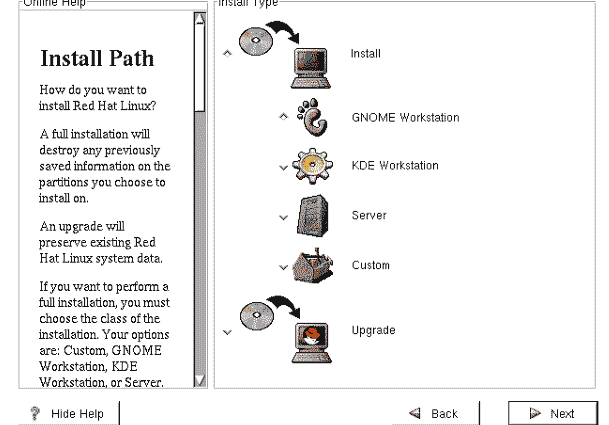 Online Help
Install Path
How do you want to
install Red Hat Linux?
A full installation will
destroy any previously
saved information on the
partitions you choose to
install on.
An upgrade will
preserve existing Red
Hat Linux system data.
If you want to perform a
full installation, you must
choose the class of the
installation. Your options
are: Custom, GNOME
Workstation, KDE
Workstation, or Server.
Install Type
Install
GNOME Workstation
KDE Workstation
Server
Custom
Upgrade
Hide Help
Back
Next